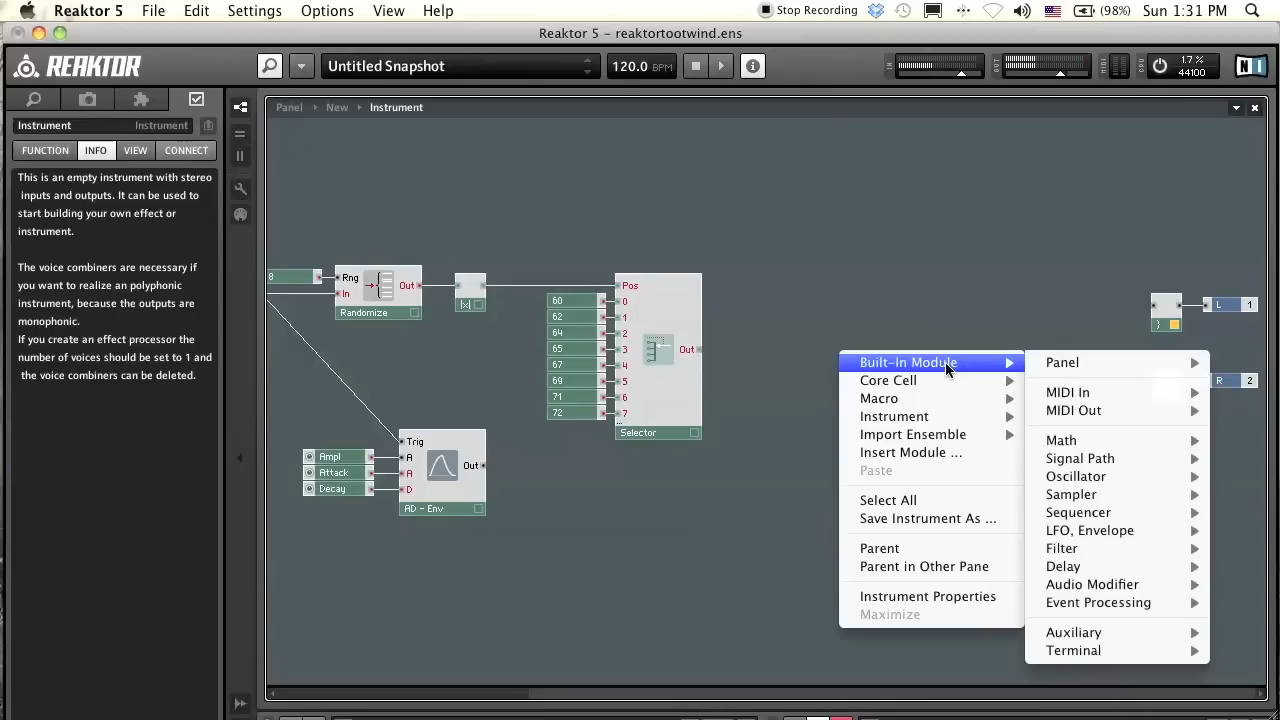 Reaktor 5 File Edit Settings Options View Help
Stop Recording (98%) Sun 1:31 PM
Reaktor 5 – reaktortootwind.ens
REAKTOR
Untitled Snapshot
120.0 BPM
1.7 %
44100
NI
Panel New Instrument
Instrument Instrument
FUNCTION INFO VIEW CONNECT
This is an empty instrument with stereo
inputs and outputs. It can be used to
start building your own effect or
instrument.
The voice combiners are necessary if
you want to realize an polyphonic
instrument, because the outputs are
monophonic.
If you create an effect processor the
number of voices should be set to 1 and
the voice combiners can be deleted.
8
Rng
In
Out
Randomize
|x|
Pos
60 0
62 1
64 2
65 3
67 4
69 5
71 6
72 7
...
Out
Selector
Ampl
Attack
Decay
Trig
A
A
D
Out
AD - Env
}
L 1
R 2
Built-In Module
Core Cell
Macro
Instrument
Import Ensemble
Insert Module ...
Paste
Select All
Save Instrument As ...
Parent
Parent in Other Pane
Instrument Properties
Maximize
Panel
MIDI In
MIDI Out
Math
Signal Path
Oscillator
Sampler
Sequencer
LFO, Envelope
Filter
Delay
Audio Modifier
Event Processing
Auxiliary
Terminal